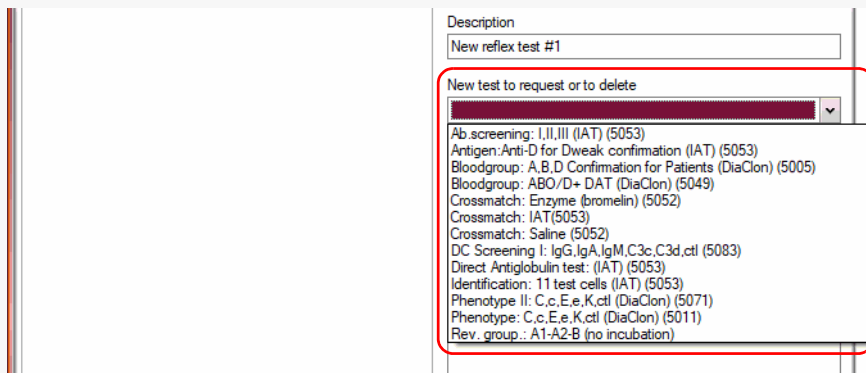 Description
New reflex test #1
New test to request or to delete
Ab.screening: I,II,III (IAT) (5053)
Antigen:Anti-D for Dweak confirmation (IAT) (5053)
Bloodgroup: A,B,D Confirmation for Patients (DiaClon) (5005)
Bloodgroup: ABO/D+ DAT (DiaClon) (5049)
Crossmatch: Enzyme (bromelin) (5052)
Crossmatch: IAT(5053)
Crossmatch: Saline (5052)
DC Screening I: IgG,IgA,IgM,C3c,C3d,ctl (5083)
Direct Antiglobulin test: (IAT) (5053)
Identification: 11 test cells (IAT) (5053)
Phenotype II: C,c,E,e,K,ctl (DiaClon) (5071)
Phenotype: C,c,E,e,K,ctl (DiaClon) (5011)
Rev. group.: A1-A2-B (no incubation)